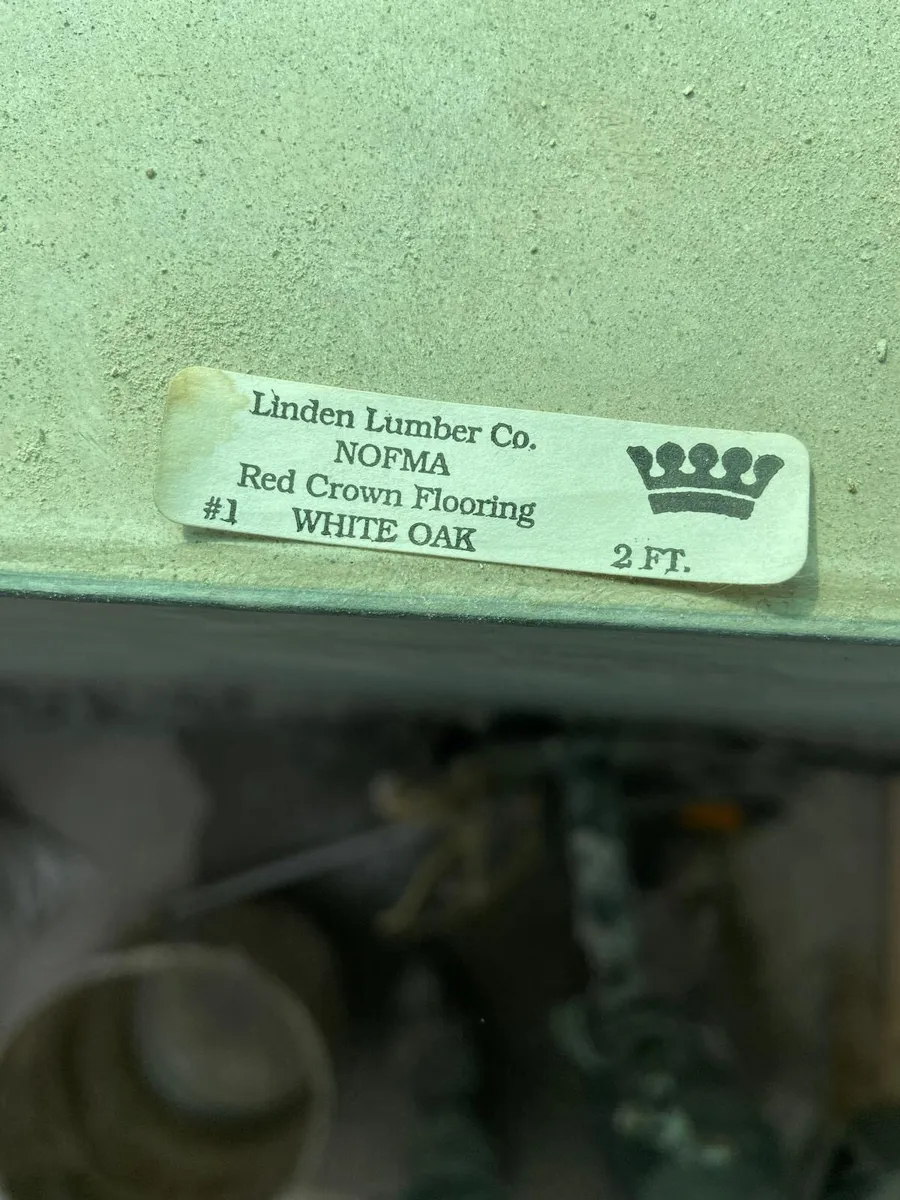 Linden Lumber Co.
NOFMA
Red Crown Flooring
#1 WHITE OAK
2 FT.